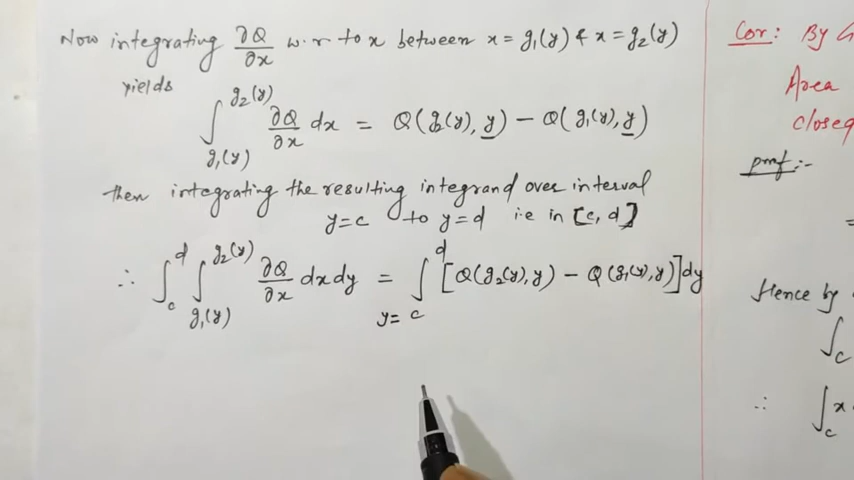 Now integrating ∂Q/∂x w.r to x between x = g₁(y) & x = g₂(y)
yields
∫_{g₁(y)}^{g₂(y)} ∂Q/∂x dx = Q(g₂(y), y) - Q(g₁(y), y)
then integrating the resulting integrand over interval
y=c to y=d i.e in [c, d]
∴ ∫_c^d ∫_{g₁(y)}^{g₂(y)} ∂Q/∂x dx dy = ∫_{y=c}^d [Q(g₂(y), y) - Q(g₁(y), y)] dy
Cor: By
Area
closed
proof:-
=
Hence by
∫_c
∴ ∫_c x